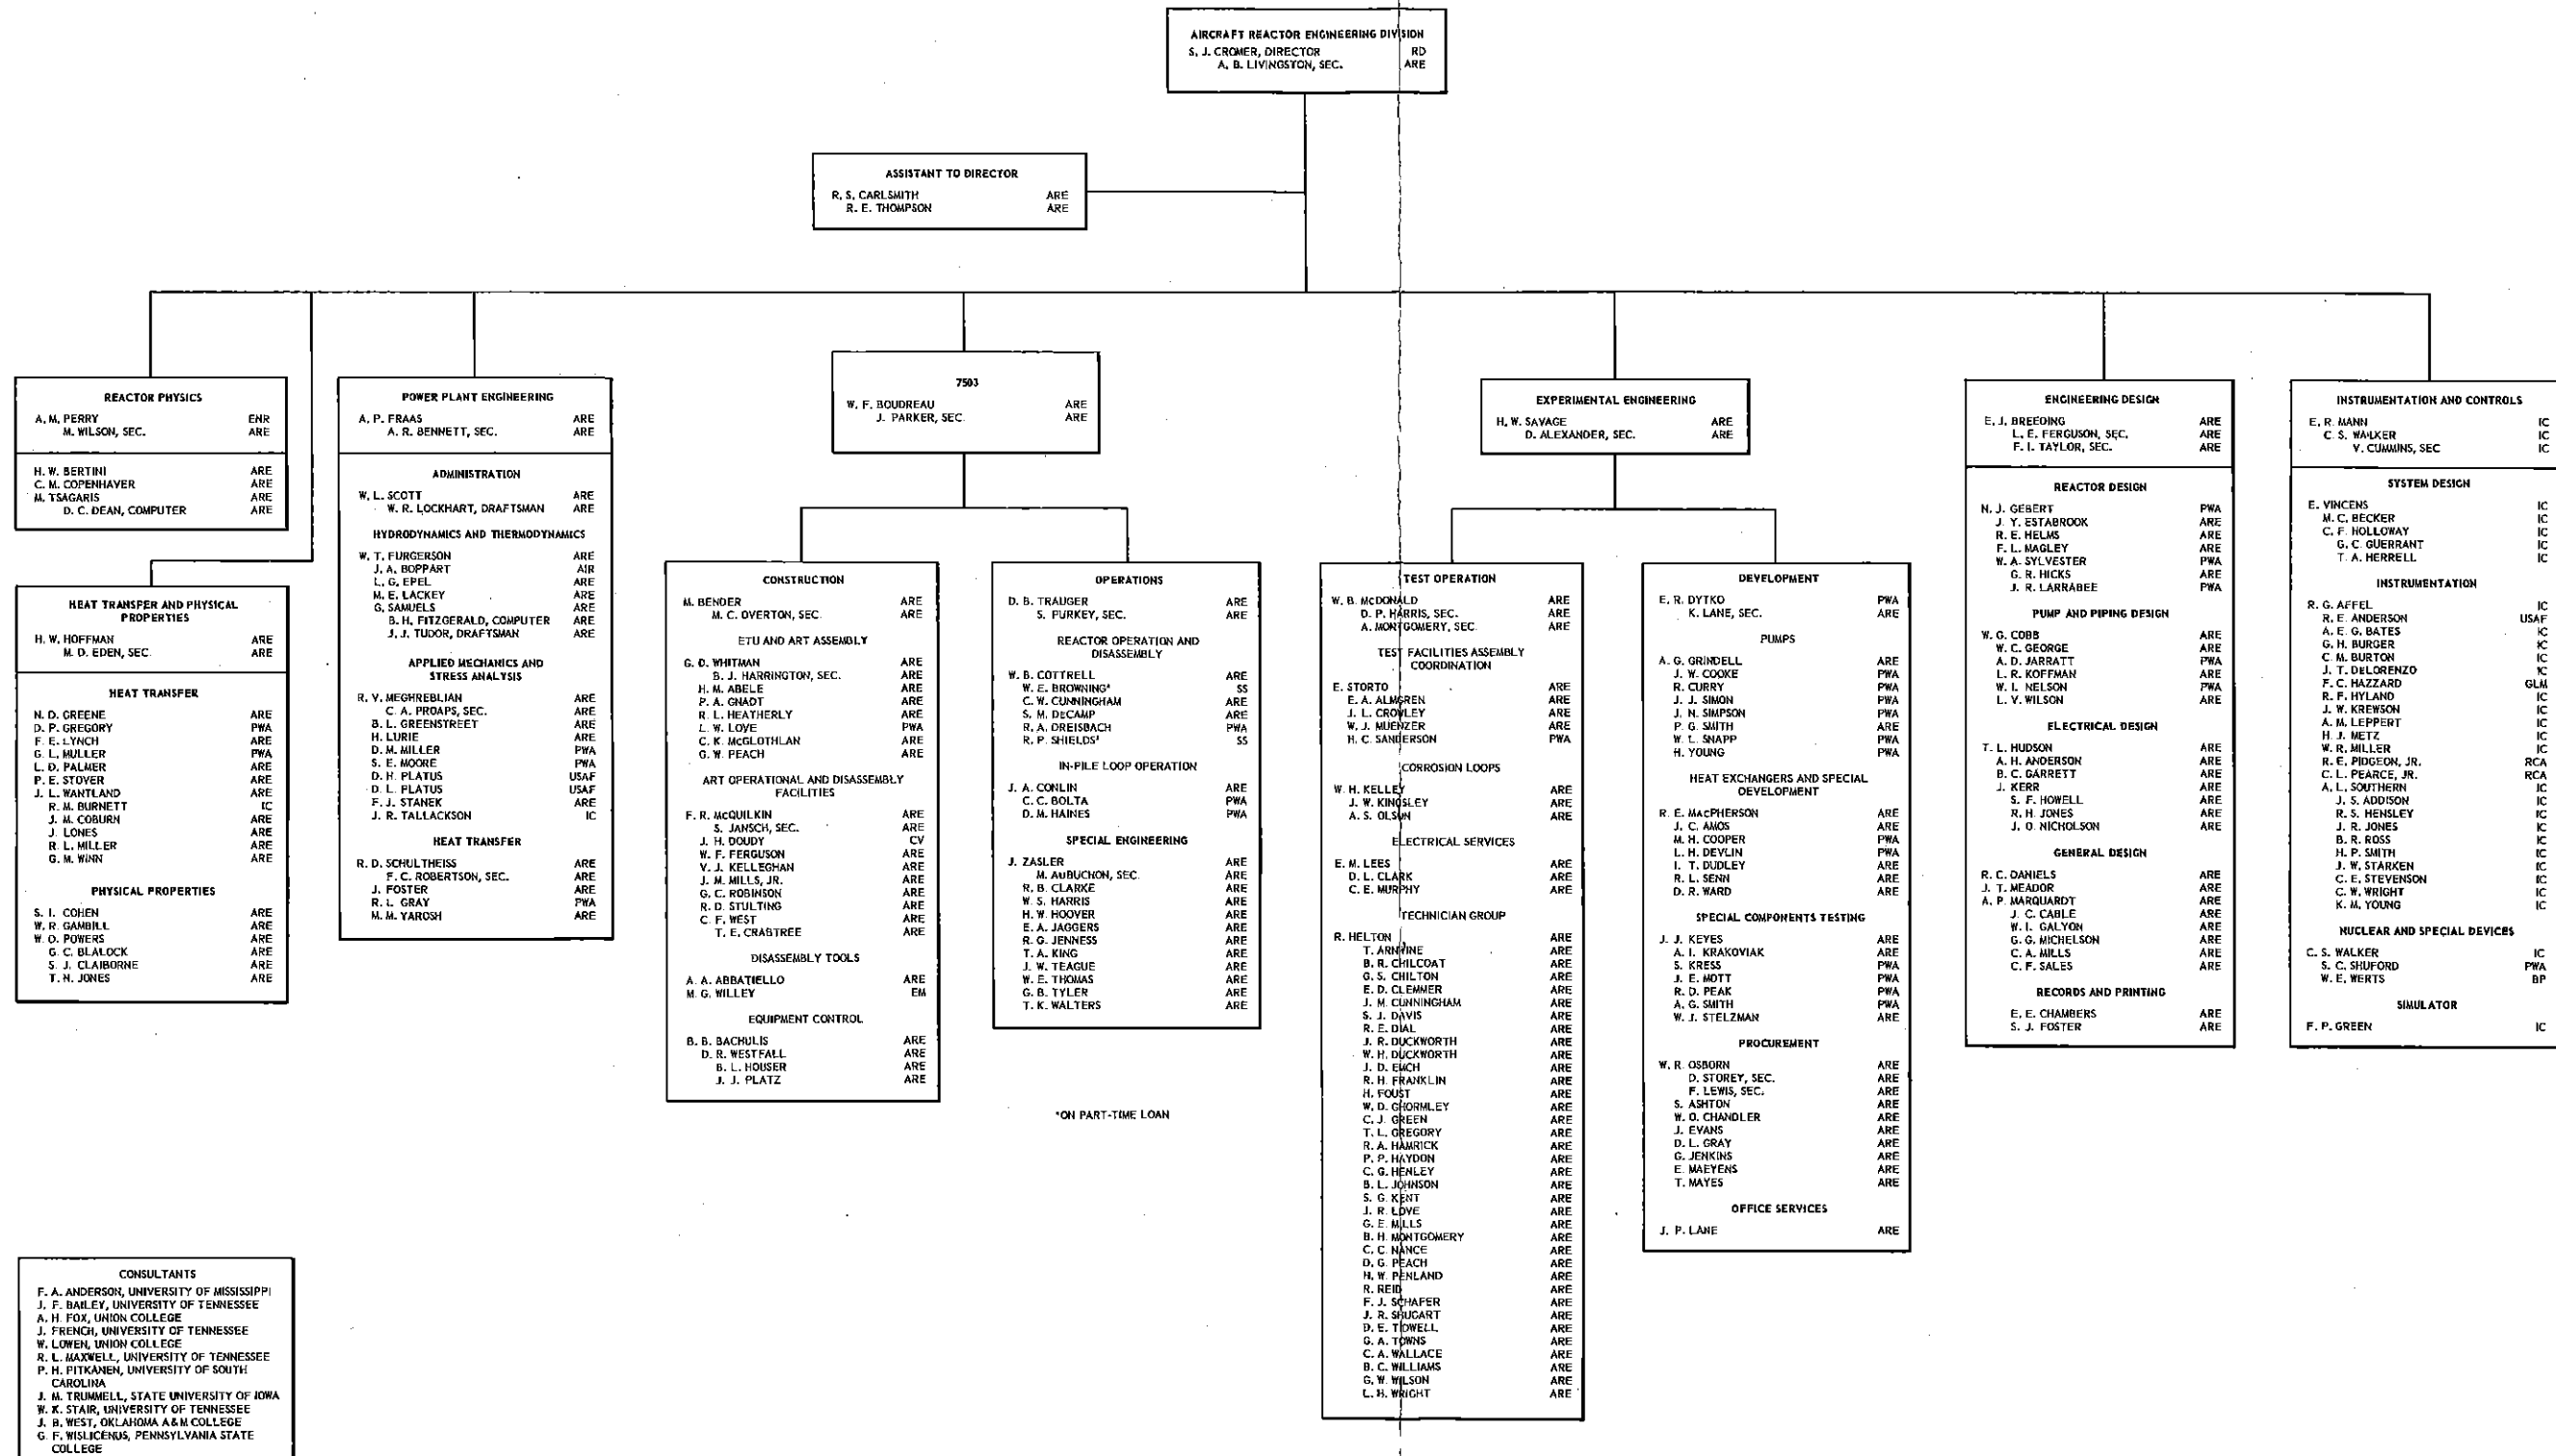 AIRCRAFT REACTOR ENGINEERING DIVISION
S. J. CROMER, DIRECTOR RD
A. B. LIVINGSTON, SEC. ARE
ASSISTANT TO DIRECTOR
R. S. CARLSMITH ARE
R. E. THOMPSON ARE
REACTOR PHYSICS
A. M. PERRY ENR
M. WILSON, SEC. ARE
H. W. BERTINI ARE
C. M. COPENHAVER ARE
M. TSAGARIS ARE
D. C. DEAN, COMPUTER ARE
HEAT TRANSFER AND PHYSICAL
PROPERTIES
H. W. HOFFMAN ARE
M. D. EDEN, SEC. ARE
HEAT TRANSFER
N. D. GREENE ARE
D. P. GREGORY PWA
F. E. LYNCH ARE
G. L. MULLER PWA
L. D. PALMER ARE
P. E. STOVER ARE
J. L. WANTLAND ARE
R. M. BURNETT IC
J. M. COBURN ARE
J. LONES ARE
R. L. MILLER ARE
G. M. WINN ARE
PHYSICAL PROPERTIES
S. I. COHEN ARE
W. R. GAMBILL ARE
W. D. POWERS ARE
G. C. BLALOCK ARE
S. J. CLAIBORNE ARE
T. N. JONES ARE
POWER PLANT ENGINEERING
A. P. FRAAS ARE
A. R. BENNETT, SEC. ARE
ADMINISTRATION
W. L. SCOTT ARE
W. R. LOCKHART, DRAFTSMAN ARE
HYDRODYNAMICS AND THERMODYNAMICS
W. T. FURGERSON ARE
J. A. BOPPART AIR
L. G. EPEL ARE
M. E. LACKEY ARE
G. SAMUELS ARE
B. H. FITZGERALD, COMPUTER ARE
J. J. TUDOR, DRAFTSMAN ARE
APPLIED MECHANICS AND
STRESS ANALYSIS
R. V. MEGHREBLIAN ARE
C. A. PROAPS, SEC. ARE
B. L. GREENSTREET ARE
H. LURIE ARE
D. M. MILLER PWA
S. E. MOORE PWA
D. H. PLATUS USAF
D. L. PLATUS USAF
F. J. STANEK ARE
J. R. TALLACKSON IC
HEAT TRANSFER
R. D. SCHULTHEISS ARE
F. C. ROBERTSON, SEC. ARE
J. FOSTER ARE
R. L. GRAY PWA
M. M. YAROSH ARE
7503
W. F. BOUDREAU ARE
J. PARKER, SEC. ARE
CONSTRUCTION
M. BENDER ARE
M. C. OVERTON, SEC. ARE
ETU AND ART ASSEMBLY
G. D. WHITMAN ARE
B. J. HARRINGTON, SEC. ARE
H. M. ABELE ARE
P. A. GNADT ARE
R. L. HEATHERLY ARE
L. W. LOVE PWA
C. K. McGLOTHLAN ARE
G. W. PEACH ARE
ART OPERATIONAL AND DISASSEMBLY
FACILITIES
F. R. McQUILKIN ARE
S. JANSCH, SEC. ARE
J. H. DOUDY CV
W. F. FERGUSON ARE
V. J. KELLEGHAN ARE
J. M. MILLS, JR. ARE
G. C. ROBINSON ARE
R. D. STULTING ARE
C. F. WEST ARE
T. E. CRABTREE ARE
DISASSEMBLY TOOLS
A. A. ABBATIELLO ARE
M. G. WILLEY EM
EQUIPMENT CONTROL
B. B. BACHULIS ARE
D. R. WESTFALL ARE
B. L. HOUSER ARE
J. J. PLATZ ARE
OPERATIONS
D. B. TRAUGER ARE
S. FURKEY, SEC. ARE
REACTOR OPERATION AND
DISASSEMBLY
W. B. COTTRELL ARE
W. E. BROWNING* SS
C. W. CUNNINGHAM ARE
S. M. DeCAMP ARE
R. A. DREISBACH PWA
R. P. SHIELDS* SS
IN-PILE LOOP OPERATION
J. A. CONLIN ARE
C. C. BOLTA PWA
D. M. HAINES PWA
SPECIAL ENGINEERING
J. ZASLER ARE
M. AuBUCHON, SEC. ARE
R. B. CLARKE ARE
W. S. HARRIS ARE
H. W. HOOVER ARE
E. A. JAGGERS ARE
R. G. JENNESS ARE
T. A. KING ARE
J. W. TEAGUE ARE
W. E. THOMAS ARE
G. B. TYLER ARE
T. K. WALTERS ARE
*ON PART-TIME LOAN
EXPERIMENTAL ENGINEERING
H. W. SAVAGE ARE
D. ALEXANDER, SEC. ARE
TEST OPERATION
W. B. McDONALD ARE
D. P. HARRIS, SEC. ARE
A. MONTGOMERY, SEC. ARE
TEST FACILITIES ASSEMBLY
COORDINATION
E. STORTO ARE
E. A. ALMGREN ARE
J. L. CROWLEY ARE
W. J. MUENZER ARE
H. C. SANDERSON PWA
CORROSION LOOPS
W. H. KELLEY ARE
J. W. KINGSLEY ARE
A. S. OLSON ARE
ELECTRICAL SERVICES
E. M. LEES ARE
D. L. CLARK ARE
C. E. MURPHY ARE
TECHNICIAN GROUP
R. HELTON ARE
T. ARNWINE ARE
B. R. CHILCOAT ARE
G. S. CHILTON ARE
E. D. CLEMMER ARE
J. M. CUNNINGHAM ARE
S. J. DAVIS ARE
R. E. DIAL ARE
J. R. DUCKWORTH ARE
W. H. DUCKWORTH ARE
J. D. EMCH ARE
R. H. FRANKLIN ARE
H. FOUST ARE
W. D. GHORMLEY ARE
C. J. GREEN ARE
T. L. GREGORY ARE
R. A. HAMRICK ARE
P. P. HAYDON ARE
C. G. HENLEY ARE
B. L. JOHNSON ARE
S. G. KENT ARE
J. R. LOVE ARE
G. E. MILLS ARE
B. H. MONTGOMERY ARE
C. C. NANCE ARE
D. G. PEACH ARE
H. W. PENLAND ARE
R. REID ARE
F. J. SCHAFER ARE
J. R. SHUGART ARE
D. E. TIDWELL ARE
G. A. TOWNS ARE
C. A. WALLACE ARE
B. C. WILLIAMS ARE
G. W. WILSON ARE
L. H. WRIGHT ARE
DEVELOPMENT
E. R. DYTKO PWA
K. LANE, SEC. ARE
PUMPS
A. G. GRINDELL ARE
J. W. COOKE PWA
R. CURRY PWA
J. J. SIMON PWA
J. N. SIMPSON PWA
P. G. SMITH ARE
W. L. SNAPP PWA
H. YOUNG PWA
HEAT EXCHANGERS AND SPECIAL
DEVELOPMENT
R. E. MacPHERSON ARE
J. C. AMOS ARE
M. H. COOPER PWA
L. H. DEVLIN PWA
I. T. DUDLEY ARE
R. L. SENN ARE
D. R. WARD ARE
SPECIAL COMPONENTS TESTING
J. J. KEYES ARE
A. I. KRAKOVIAK ARE
S. KRESS PWA
J. E. MOTT PWA
R. D. PEAK PWA
A. G. SMITH PWA
W. J. STELZMAN ARE
PROCUREMENT
W. R. OSBORN ARE
D. STOREY, SEC. ARE
F. LEWIS, SEC. ARE
S. ASHTON ARE
W. O. CHANDLER ARE
J. EVANS ARE
D. L. GRAY ARE
G. JENKINS ARE
E. MAEYENS ARE
T. MAYES ARE
OFFICE SERVICES
J. P. LANE ARE
ENGINEERING DESIGN
E. J. BREEDING ARE
L. E. FERGUSON, SEC. ARE
F. I. TAYLOR, SEC. ARE
REACTOR DESIGN
N. J. GEBERT PWA
J. Y. ESTABROOK ARE
R. E. HELMS ARE
F. L. MAGLEY ARE
W. A. SYLVESTER PWA
G. R. HICKS ARE
J. R. LARRABEE PWA
PUMP AND PIPING DESIGN
W. G. COBB ARE
W. C. GEORGE ARE
A. D. JARRATT PWA
L. R. KOFFMAN ARE
W. I. NELSON PWA
L. V. WILSON ARE
ELECTRICAL DESIGN
T. L. HUDSON ARE
A. H. ANDERSON ARE
B. C. GARRETT ARE
J. KERR ARE
S. F. HOWELL ARE
R. H. JONES ARE
J. O. NICHOLSON ARE
GENERAL DESIGN
R. C. DANIELS ARE
J. T. MEADOR ARE
A. P. MARQUARDT ARE
J. C. CABLE ARE
W. I. GALYON ARE
G. G. MICHELSON ARE
C. A. MILLS ARE
C. F. SALES ARE
RECORDS AND PRINTING
E. E. CHAMBERS ARE
S. J. FOSTER ARE
INSTRUMENTATION AND CONTROLS
E. R. MANN IC
C. S. WALKER IC
V. CUMMINS, SEC IC
SYSTEM DESIGN
E. VINCENS IC
M. C. BECKER IC
C. F. HOLLOWAY IC
G. C. GUERRANT IC
T. A. HERRELL IC
INSTRUMENTATION
R. G. AFFEL IC
R. E. ANDERSON USAF
A. E. G. BATES IC
G. H. BURGER IC
C. M. BURTON IC
J. T. DeLORENZO IC
F. C. HAZZARD GLM
R. F. HYLAND IC
J. W. KREWSON IC
A. M. LEPPERT IC
H. J. METZ IC
W. R. MILLER IC
R. E. PIDGEON, JR. RCA
C. L. PEARCE, JR. RCA
A. L. SOUTHERN IC
J. S. ADDISON IC
R. S. HENSLEY IC
J. R. JONES IC
B. R. ROSS IC
H. P. SMITH IC
J. W. STARKEN IC
C. E. STEVENSON IC
C. W. WRIGHT IC
K. M. YOUNG IC
NUCLEAR AND SPECIAL DEVICES
C. S. WALKER IC
S. C. SHUFORD PWA
W. E. WERTS BP
SIMULATOR
F. P. GREEN IC
CONSULTANTS
F. A. ANDERSON, UNIVERSITY OF MISSISSIPPI
J. F. BAILEY, UNIVERSITY OF TENNESSEE
A. H. FOX, UNION COLLEGE
J. FRENCH, UNIVERSITY OF TENNESSEE
W. LOWEN, UNION COLLEGE
R. L. MAXWELL, UNIVERSITY OF TENNESSEE
P. H. PITKANEN, UNIVERSITY OF SOUTH
CAROLINA
J. M. TRUMMELL, STATE UNIVERSITY OF IOWA
W. K. STAIR, UNIVERSITY OF TENNESSEE
J. B. WEST, OKLAHOMA A & M COLLEGE
G. F. WISLICENUS, PENNSYLVANIA STATE
COLLEGE